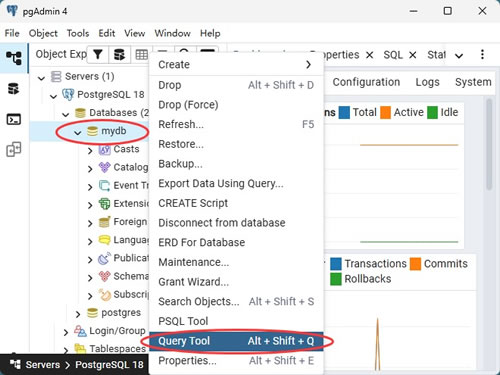 pgAdmin 4
File Object Tools Edit View Window Help
Object Exp
Properties SQL Stat
Servers (1)
PostgreSQL 18
Databases (2
mydb
Casts
Catalog
Event Tr
Extensio
Foreign
Languag
Publicat
Schema
Subscrip
postgres
Login/Group
Tablespaces
Create
Drop Alt + Shift + D
Drop (Force)
Refresh... F5
Restore...
Backup...
Export Data Using Query...
CREATE Script
Disconnect from database
ERD For Database
Maintenance...
Grant Wizard...
Search Objects... Alt + Shift + S
PSQL Tool
Query Tool Alt + Shift + Q
Properties... Alt + Shift + E
Configuration Logs System
ns Total Active Idle
Transactions Commits
Rollbacks
Servers > PostgreSQL 18